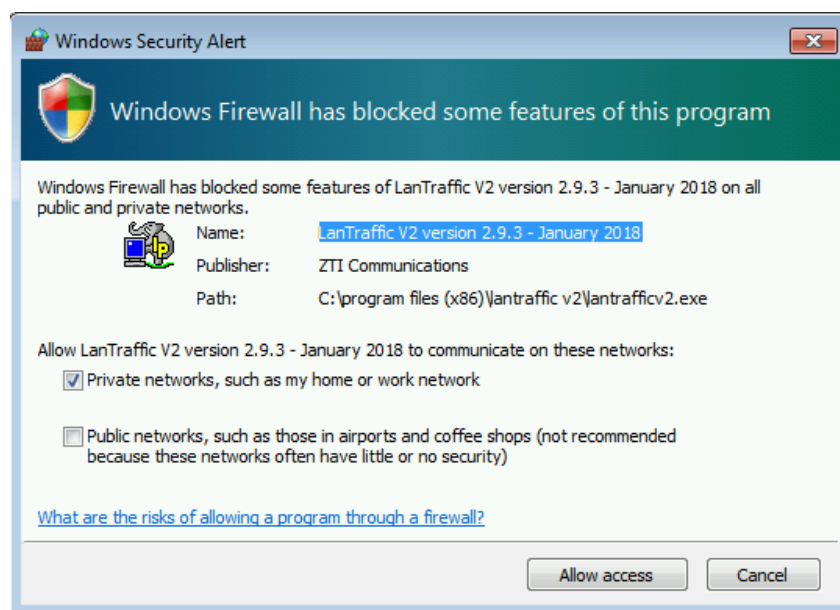 Windows Security Alert
Windows Firewall has blocked some features of this program
Windows Firewall has blocked some features of LanTraffic V2 version 2.9.3 - January 2018 on all
public and private networks.
Name: LanTraffic V2 version 2.9.3 - January 2018
Publisher: ZTI Communications
Path: C:\program files (x86)\lantraffic v2\lantrafficv2.exe
Allow LanTraffic V2 version 2.9.3 - January 2018 to communicate on these networks:
Private networks, such as my home or work network
Public networks, such as those in airports and coffee shops (not recommended
because these networks often have little or no security)
What are the risks of allowing a program through a firewall?
Allow access Cancel